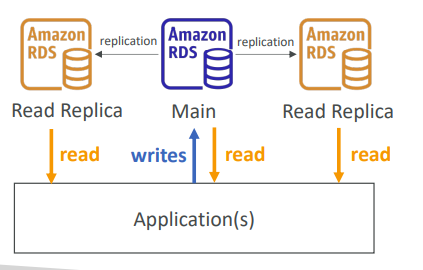 Amazon RDS
replication
Amazon RDS
replication
Amazon RDS
Read Replica
Main
Read Replica
read
writes
read
read
Application(s)